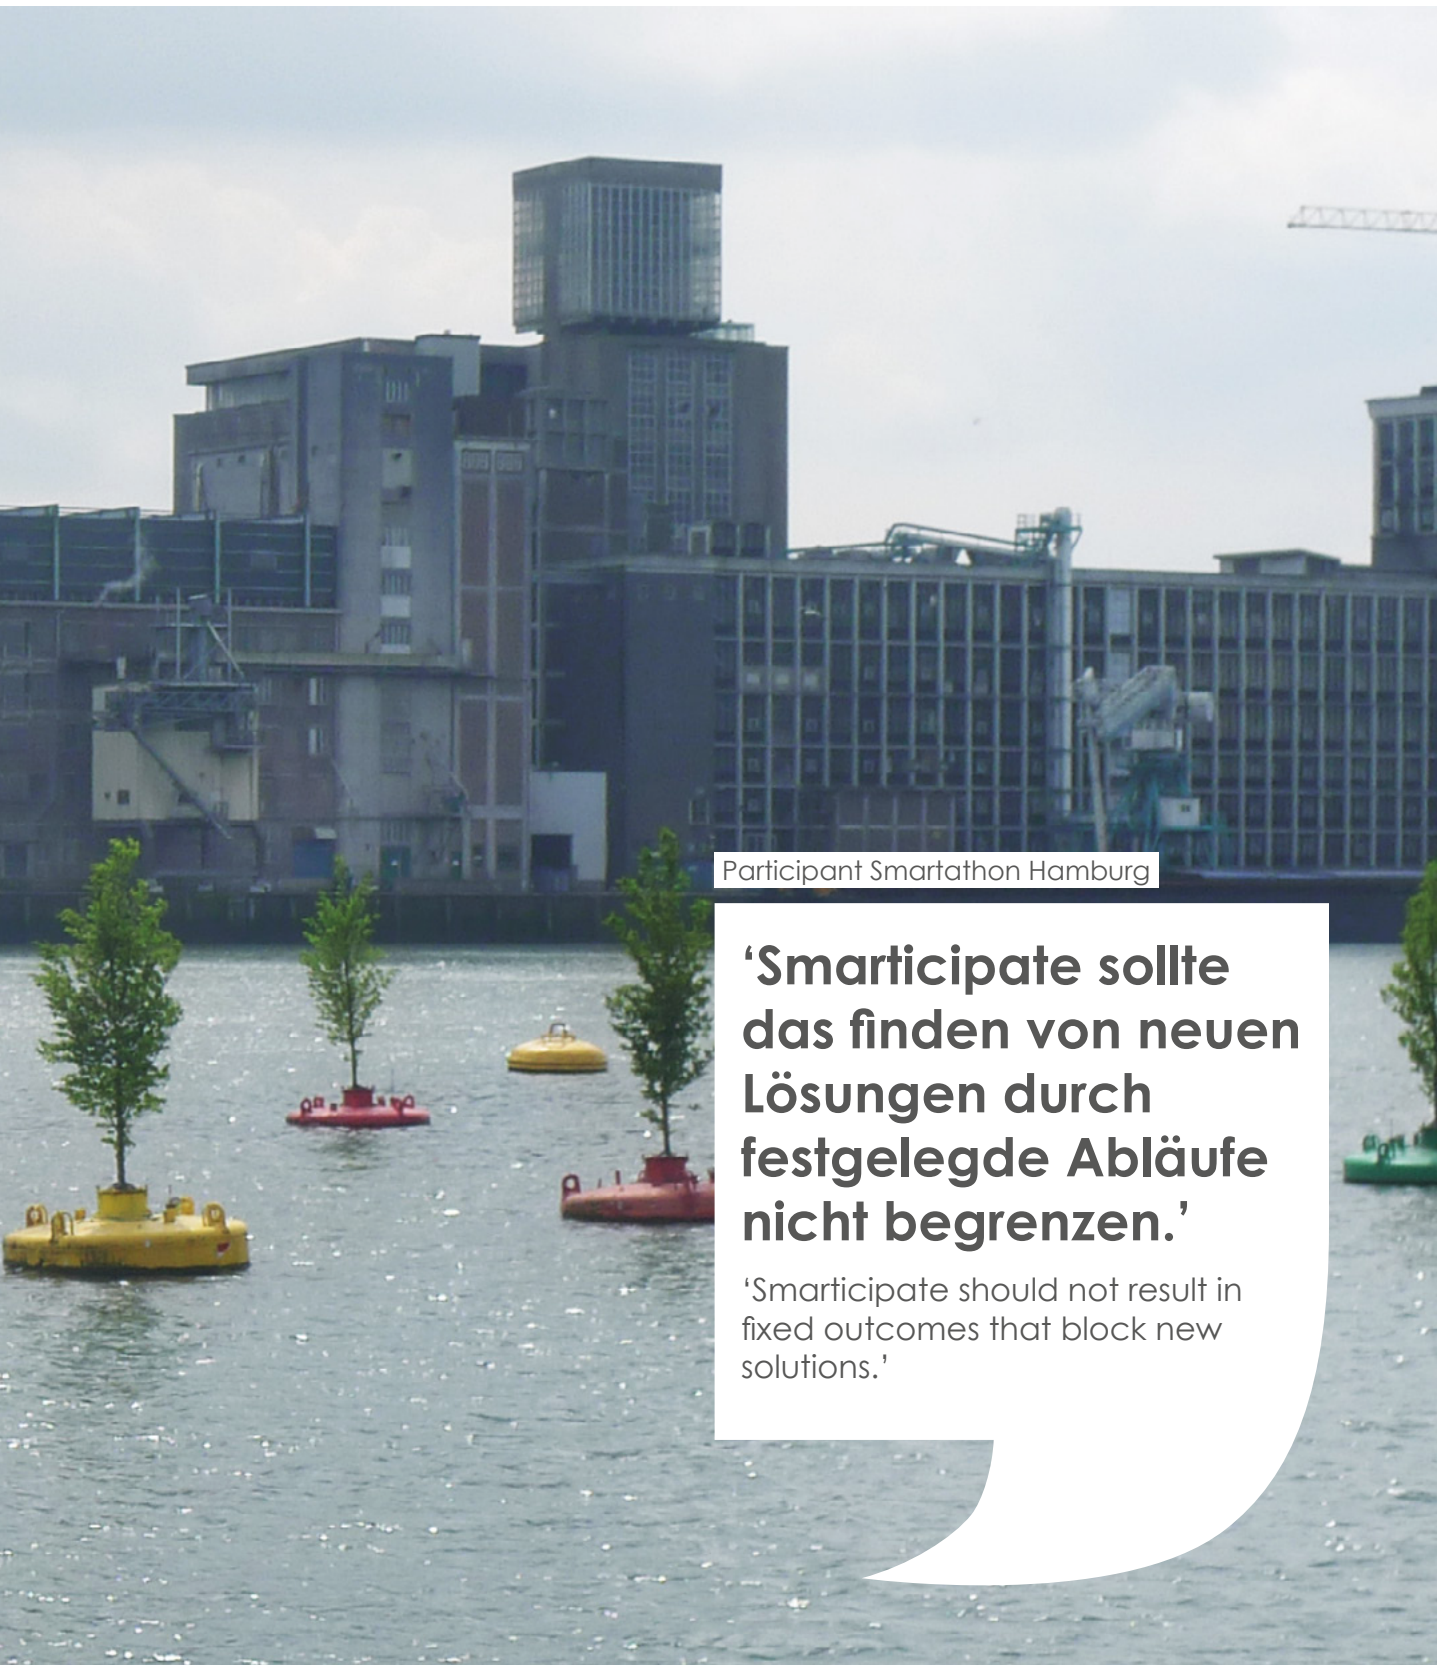 Participant Smartathon Hamburg
‘Smarticipate sollte
das finden von neuen
Lösungen durch
festgelegde Abläufe
nicht begrenzen.’
‘Smarticipate should not result in
fixed outcomes that block new
solutions.’